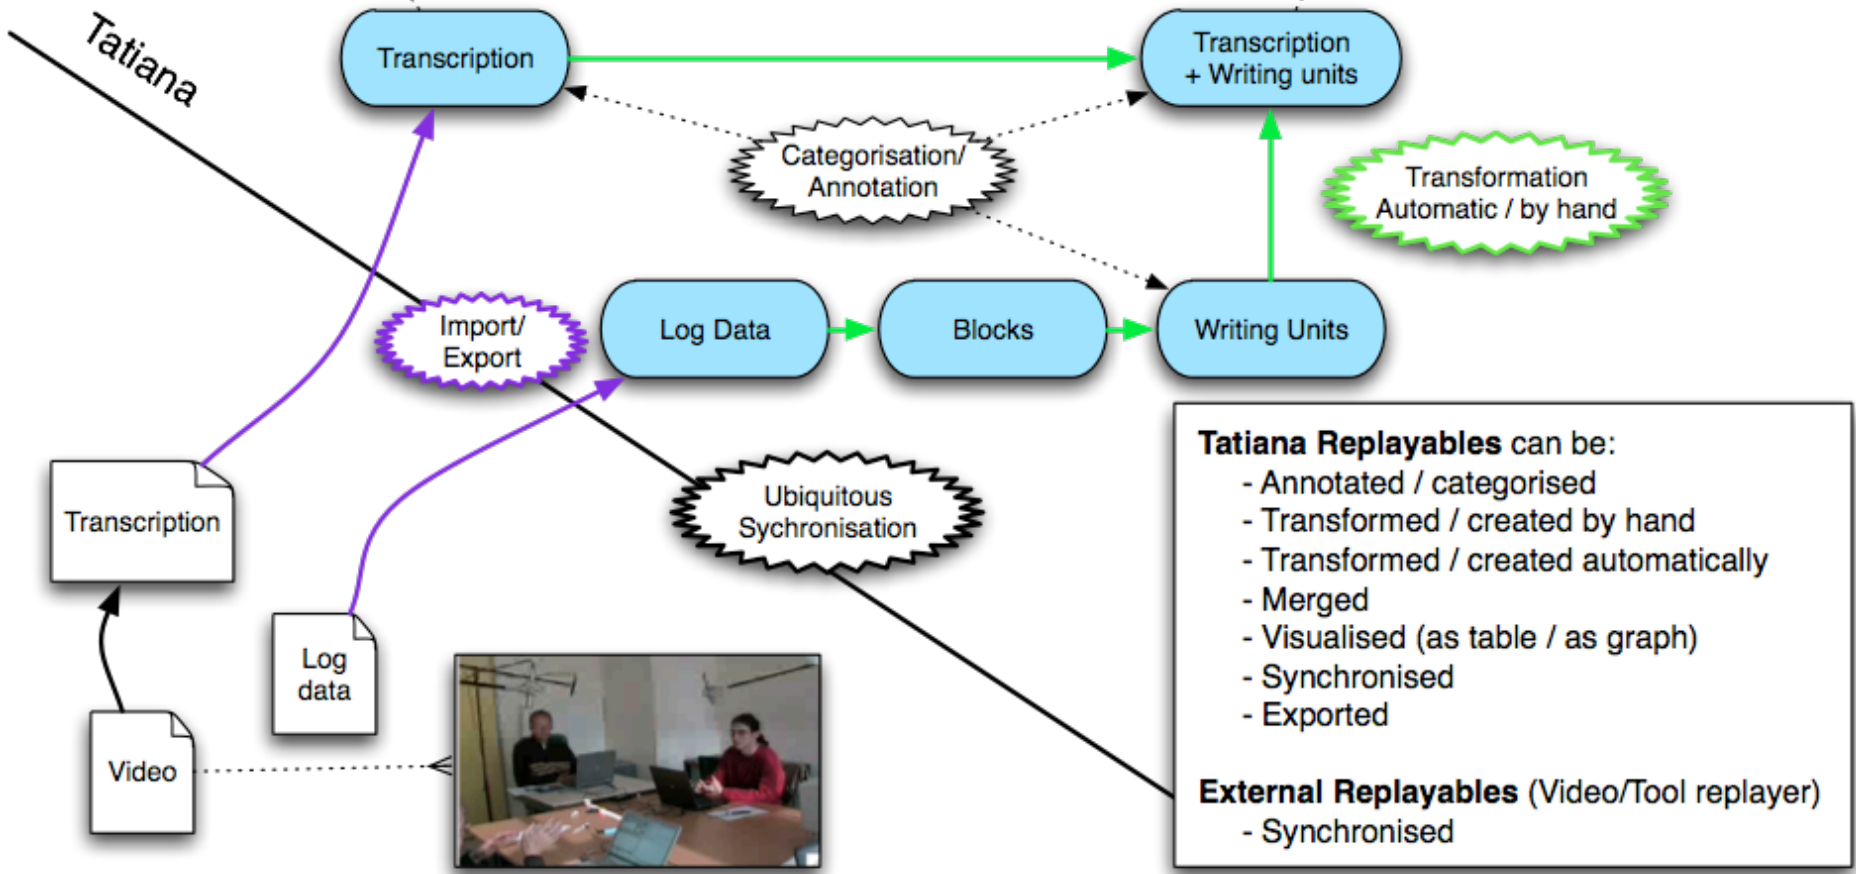 Tatiana
Transcription
Transcription
+ Writing units
Categorisation/
Annotation
Transformation
Automatic / by hand
Import/
Export
Log Data
Blocks
Writing Units
Ubiquitous
Sychronisation
Transcription
Log
data
Video
Tatiana Replayables can be:
- Annotated / categorised
- Transformed / created by hand
- Transformed / created automatically
- Merged
- Visualised (as table / as graph)
- Synchronised
- Exported
External Replayables (Video/Tool replayer)
- Synchronised